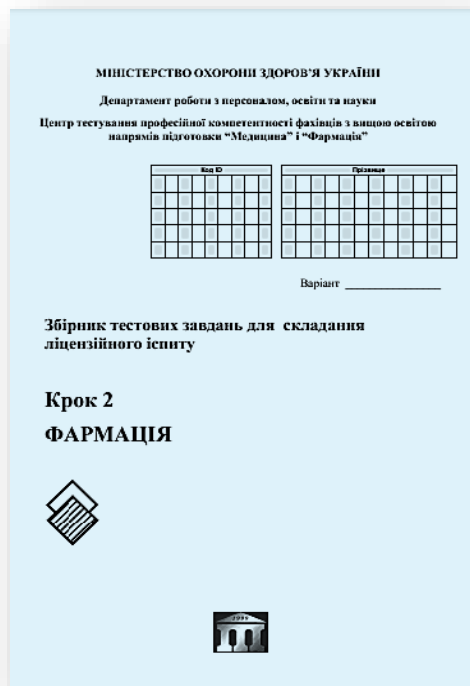 МІНІСТЕРСТВО ОХОРОНИ ЗДОРОВ'Я УКРАЇНИ
Департамент роботи з персоналом, освіти та науки
Центр тестування професійної компетентності фахівців з вищою освітою
напрямів підготовки “Медицина” і “Фармація”
Код ID Прізвище
Варіант
Збірник тестових завдань для складання
ліцензійного іспиту
Крок 2
ФАРМАЦІЯ